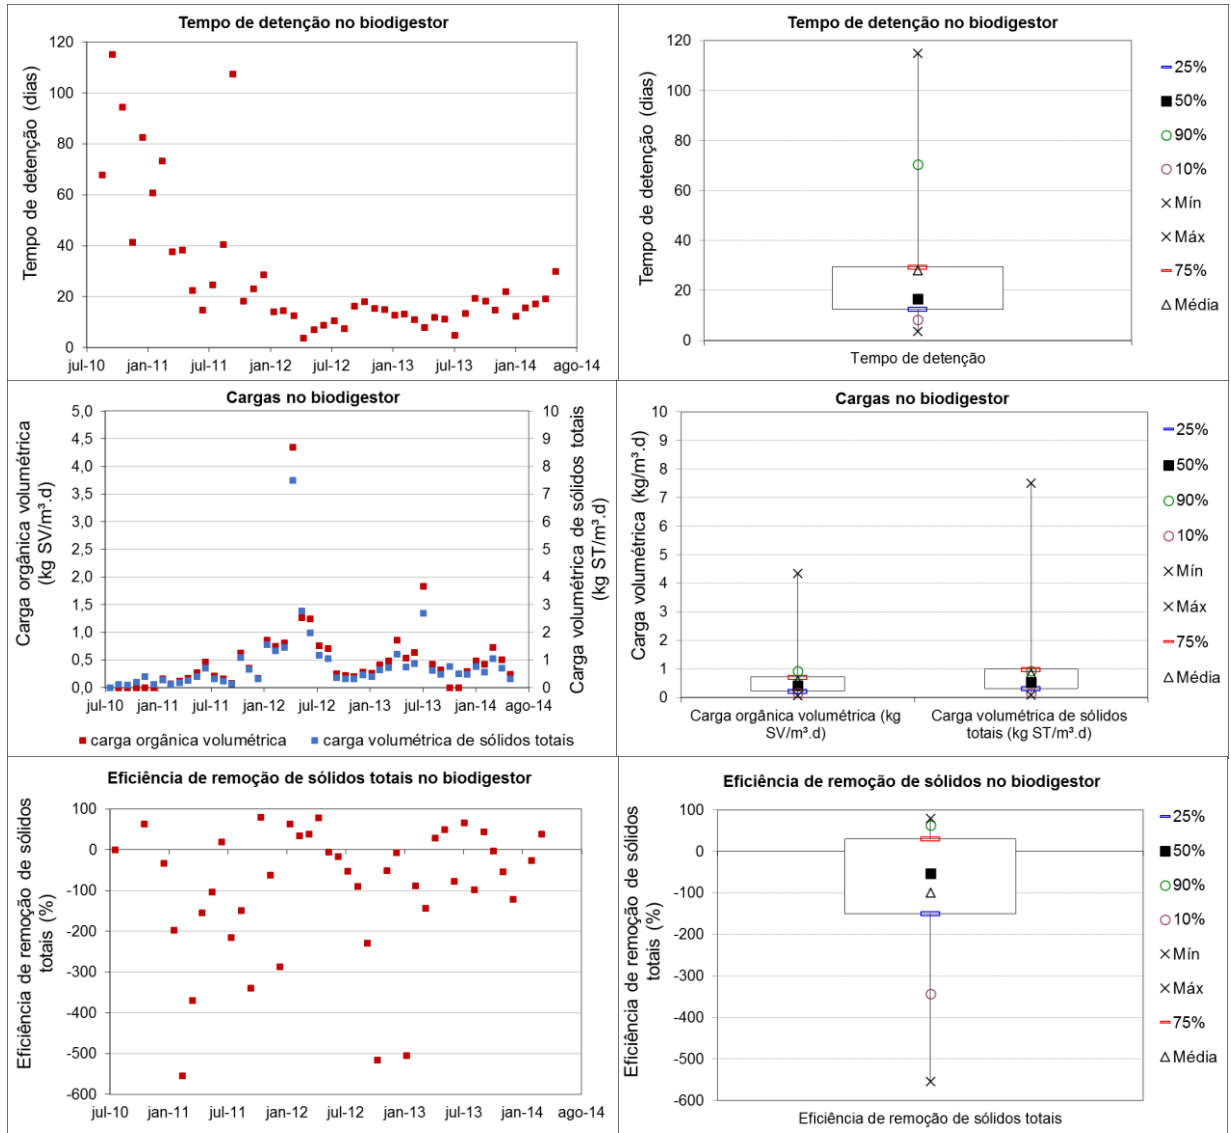 Tempo de detenção no biodigestor
Tempo de detenção (dias)
120
100
80
60
40
20
0
jul-10 jan-11 jul-11 jan-12 jul-12 jan-13 jul-13 jan-14 ago-14
Tempo de detenção no biodigestor
Tempo de detenção (dias)
120
100
80
60
40
20
0
Tempo de detenção
25%
50%
90%
10%
Mín
Máx
75%
Média
Cargas no biodigestor
Carga orgânica volumétrica
(kg SV/m³.d)
5,0
4,5
4,0
3,5
3,0
2,5
2,0
1,5
1,0
0,5
0,0
10
9
8
7
6
5
4
3
2
1
0
Carga volumétrica de sólidos totais
(kg ST/m³.d)
jul-10 jan-11 jul-11 jan-12 jul-12 jan-13 jul-13 jan-14 ago-14
carga orgânica volumétrica carga volumétrica de sólidos totais
Cargas no biodigestor
Carga volumétrica (kg/m³.d)
10
9
8
7
6
5
4
3
2
1
0
Carga orgânica volumétrica (kg
SV/m³.d)
Carga volumétrica de sólidos
totais (kg ST/m³.d)
25%
50%
90%
10%
Mín
Máx
75%
Média
Eficiência de remoção de sólidos totais no biodigestor
Eficiência de remoção de sólidos
totais (%)
100
0
-100
-200
-300
-400
-500
-600
jul-10 jan-11 jul-11 jan-12 jul-12 jan-13 jul-13 jan-14 ago-14
Eficiência de remoção de sólidos no biodigestor
Eficiência de remoção de sólidos
totais (%)
100
0
-100
-200
-300
-400
-500
-600
Eficiência de remoção de sólidos totais
25%
50%
90%
10%
Mín
Máx
75%
Média